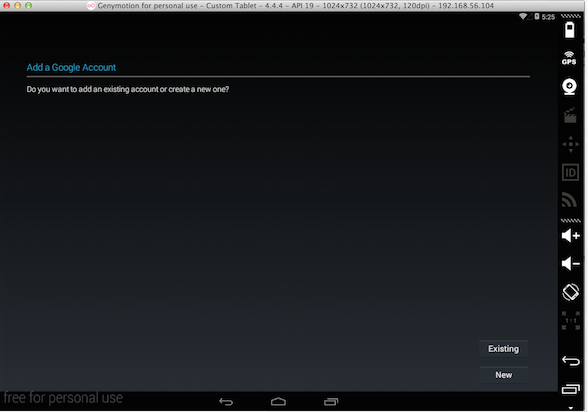 Genymotion for personal use - Custom Tablet - 4.4.4 - API 19 - 1024x732 (1024x732, 120dpi) - 192.168.56.104
5:25
GPS
Add a Google Account
Do you want to add an existing account or create a new one?
ID
1:1
Existing
New
free for personal use